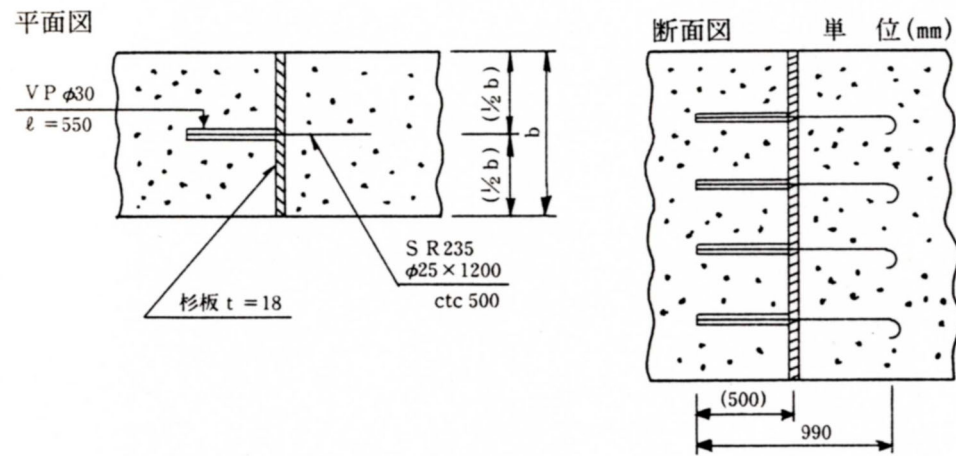 平面図
VP φ30
ℓ=550
(½b)
b
(½b)
SR235
φ25×1200
ctc 500
杉板 t=18
断面図 単 位(mm)
(500)
990